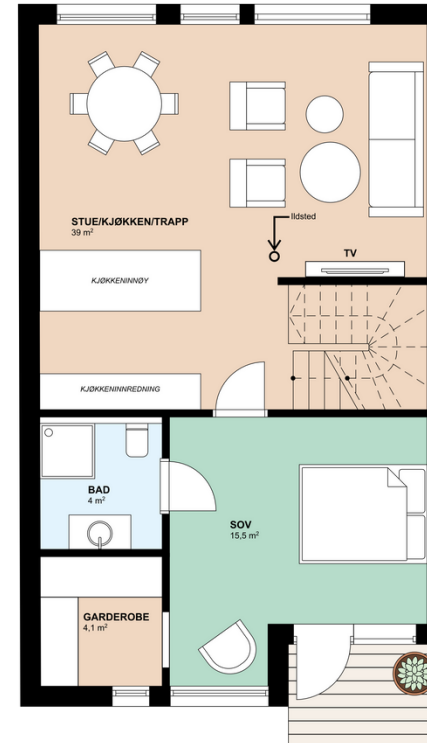 STUE/KJØKKEN/TRAPP
39 m²
Ildsted
TV
KJØKKENINNØY
KJØKKENINNREDNING
BAD
4 m²
SOV
15,5 m²
GARDEROBE
4,1 m²